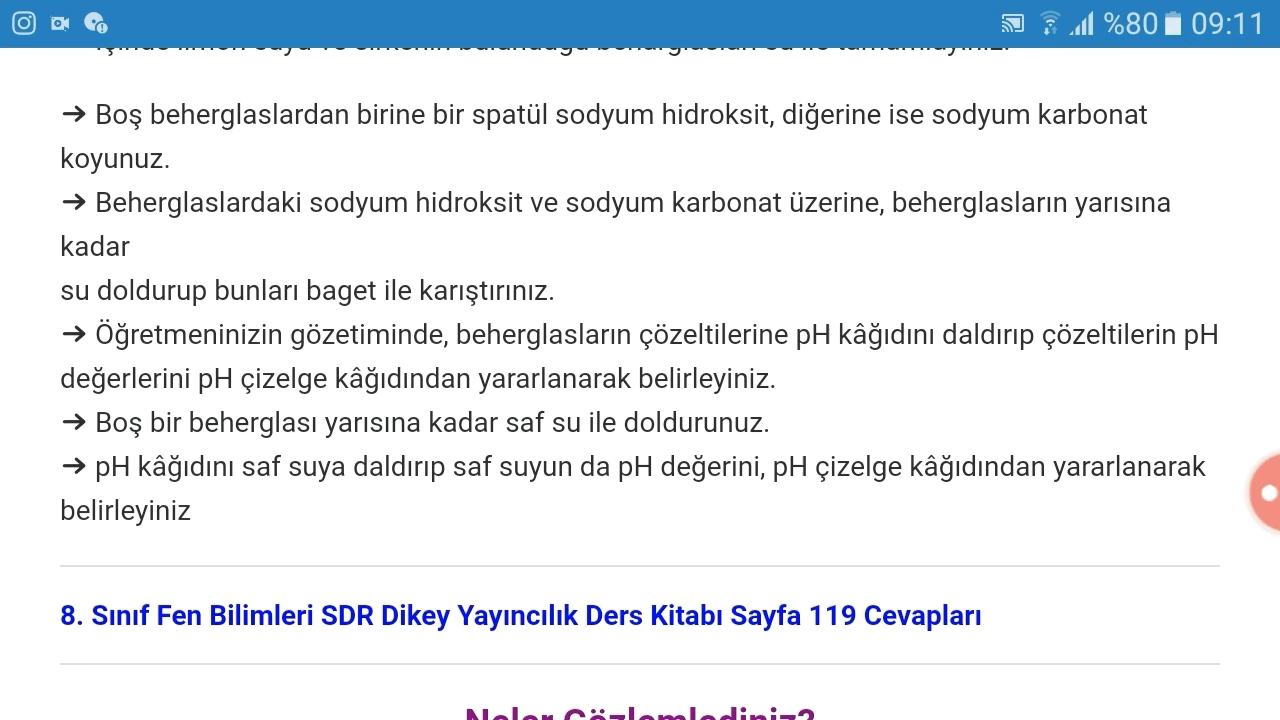 %80 09:11
→ Boş beherglaslardan birine bir spatül sodyum hidroksit, diğerine ise sodyum karbonat
koyunuz.
→ Beherglaslardaki sodyum hidroksit ve sodyum karbonat üzerine, beherglasların yarısına
kadar
su doldurup bunları baget ile karıştırınız.
→ Öğretmeninizin gözetiminde, beherglasların çözeltilerine pH kâğıdını daldırıp çözeltilerin pH
değerlerini pH çizelge kâğıdından yararlanarak belirleyiniz.
→ Boş bir beherglası yarısına kadar saf su ile doldurunuz.
→ pH kâğıdını saf suya daldırıp saf suyun da pH değerini, pH çizelge kâğıdından yararlanarak
belirleyiniz
8. Sınıf Fen Bilimleri SDR Dikey Yayıncılık Ders Kitabı Sayfa 119 Cevapları
Neler Gözlemlediniz?